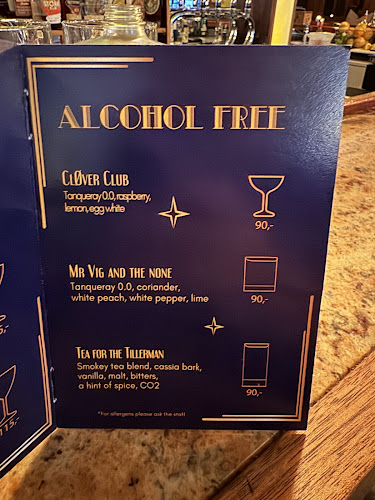 ALCOHOL FREE
CLØVER CLUB
Tanqueray 0.0, raspberry,
lemon, egg white
90,-
MR VIG AND THE NONE
Tanqueray 0.0, coriander,
white peach, white pepper, lime
90,-
TEA FOR THE TILLERMAN
Smokey tea blend, cassia bark,
vanilla, malt, bitters,
a hint of spice, CO2
90,-
*For allergens please ask the staff
115,-